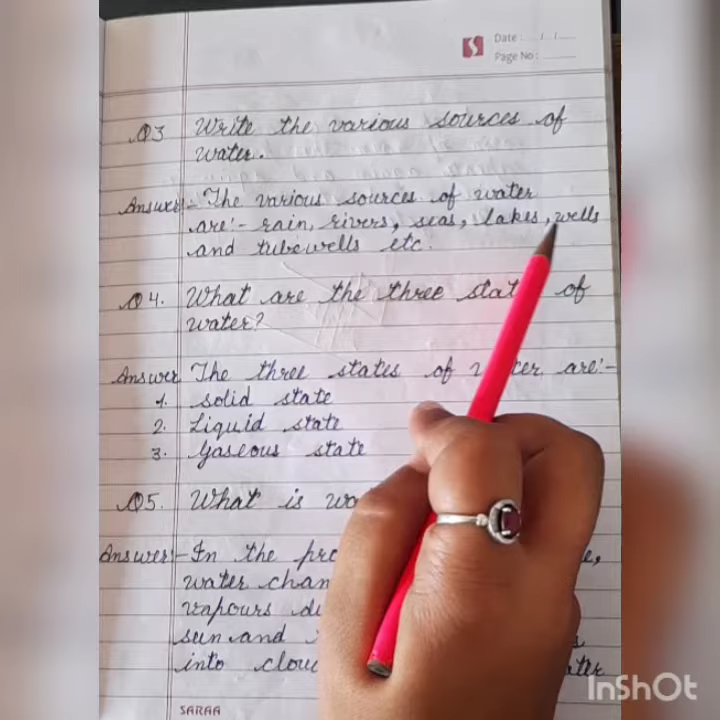 Date : ..../..../......
Page No :
Q3 Write the various sources of
water.
Answer:- The various sources of water
are:- rain, rivers, seas, lakes, wells
and tubewells etc.
Q4. What are the three stat of
water?
Answer The three states of are:-
1. solid state
2. Liquid state
3. Gaseous state
Q5. What is
Answer:- In the
water
vapours
sun and
into
SARAA
InShOt